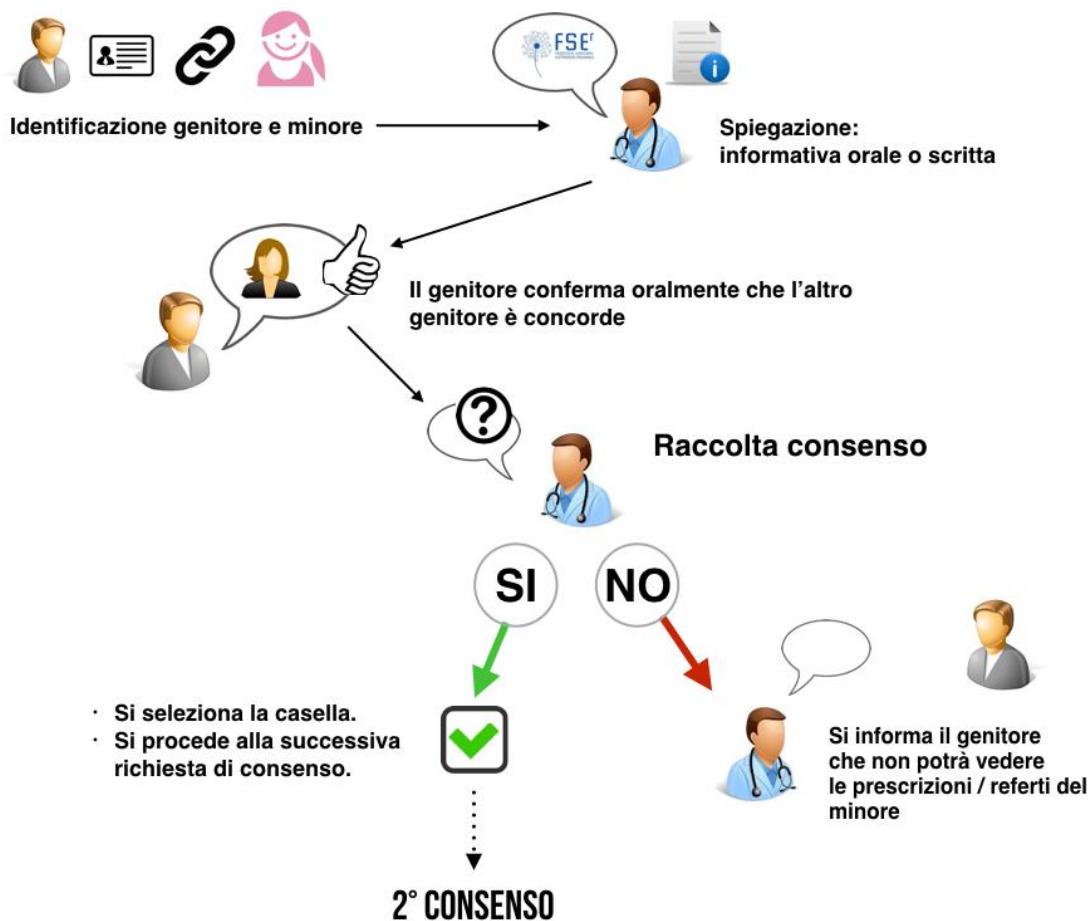 FSEr
Identificazione genitore e minore
Spiegazione:
informativa orale o scritta
Il genitore conferma oralmente che l'altro
genitore è concorde
?
Raccolta consenso
SI
NO
· Si seleziona la casella.
· Si procede alla successiva
richiesta di consenso.
Si informa il genitore
che non potrà vedere
le prescrizioni / referti del
minore
2° CONSENSO